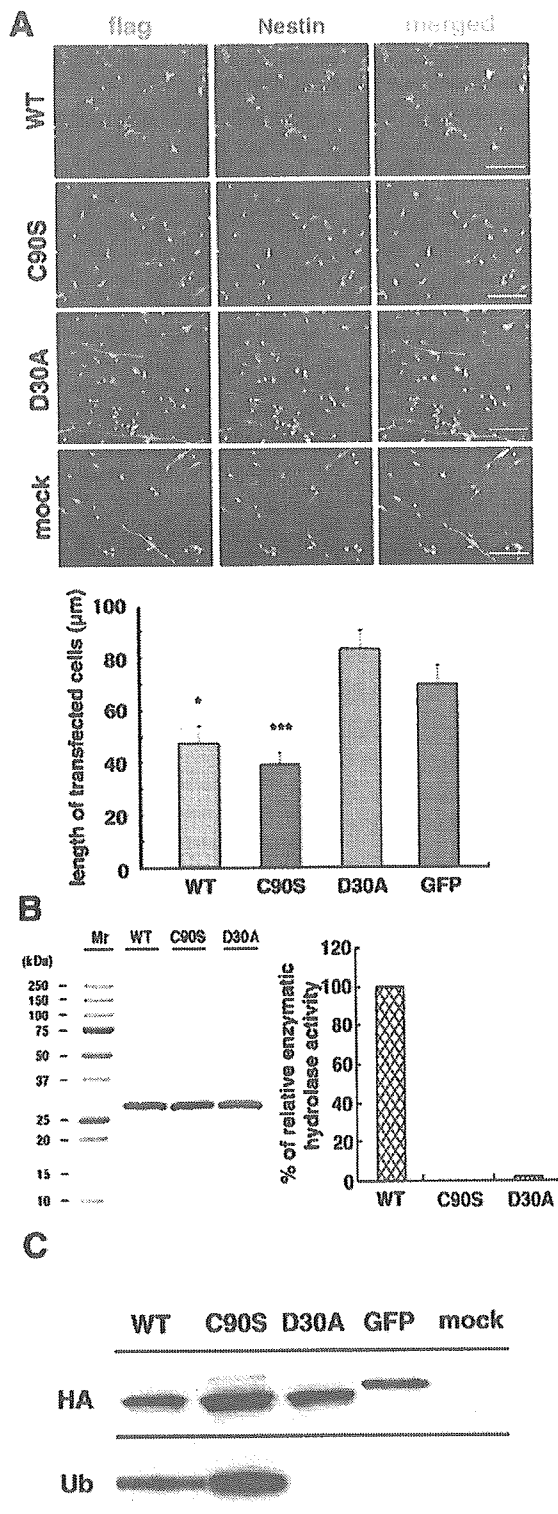 A
flag Nestin merged
WT
C90S
D30A
mock
length of transfected cells (μm)
100
80
60
40
20
0
*
***
WT C90S D30A GFP
B
Mr WT C90S D30A
(kDa)
250
150
100
75
50
37
25
20
15
10
% of relative enzymatic
hydrolase activity
120
100
80
60
40
20
0
WT C90S D30A
C
WT C90S D30A GFP mock
HA
Ub